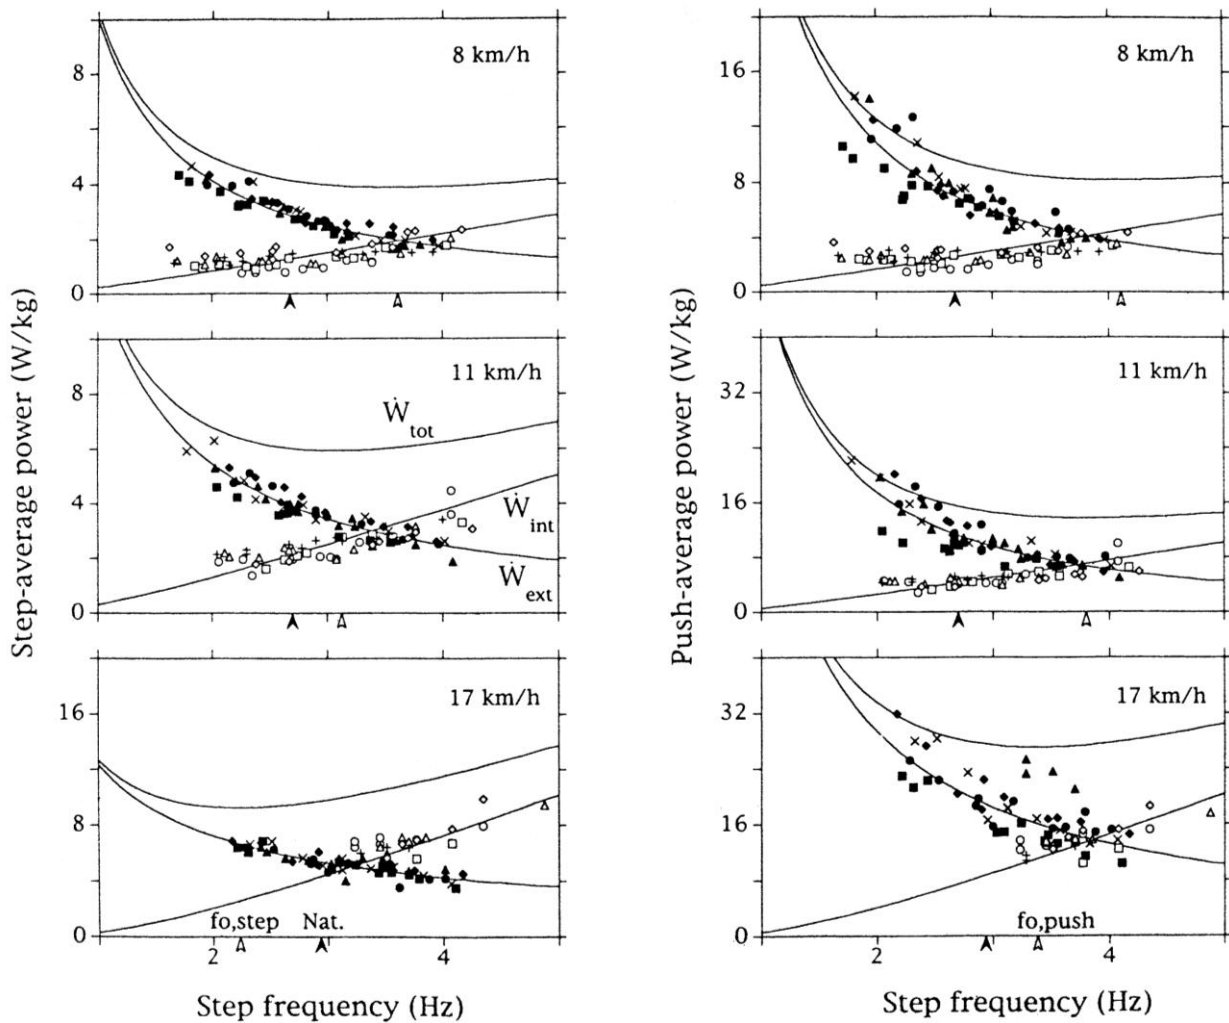 Step-average power (W/kg)
8 km/h
8
4
0
11 km/h
8
4
0
Ẇtot
Ẇint
Ẇext
17 km/h
16
8
0
fo,step Nat.
2 4
Step frequency (Hz)
Push-average power (W/kg)
8 km/h
16
8
0
11 km/h
32
16
0
17 km/h
32
16
0
fo,push
2 4
Step frequency (Hz)